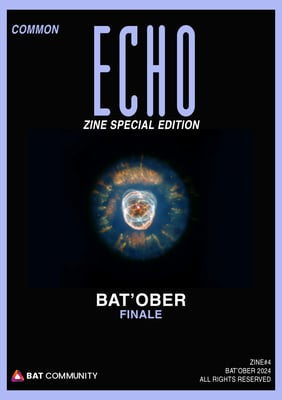 COMMON
ECHO
ZINE SPECIAL EDITION
BAT'OBER
FINALE
ZINE#4
BAT'OBER 2024
ALL RIGHTS RESERVED
BAT COMMUNITY